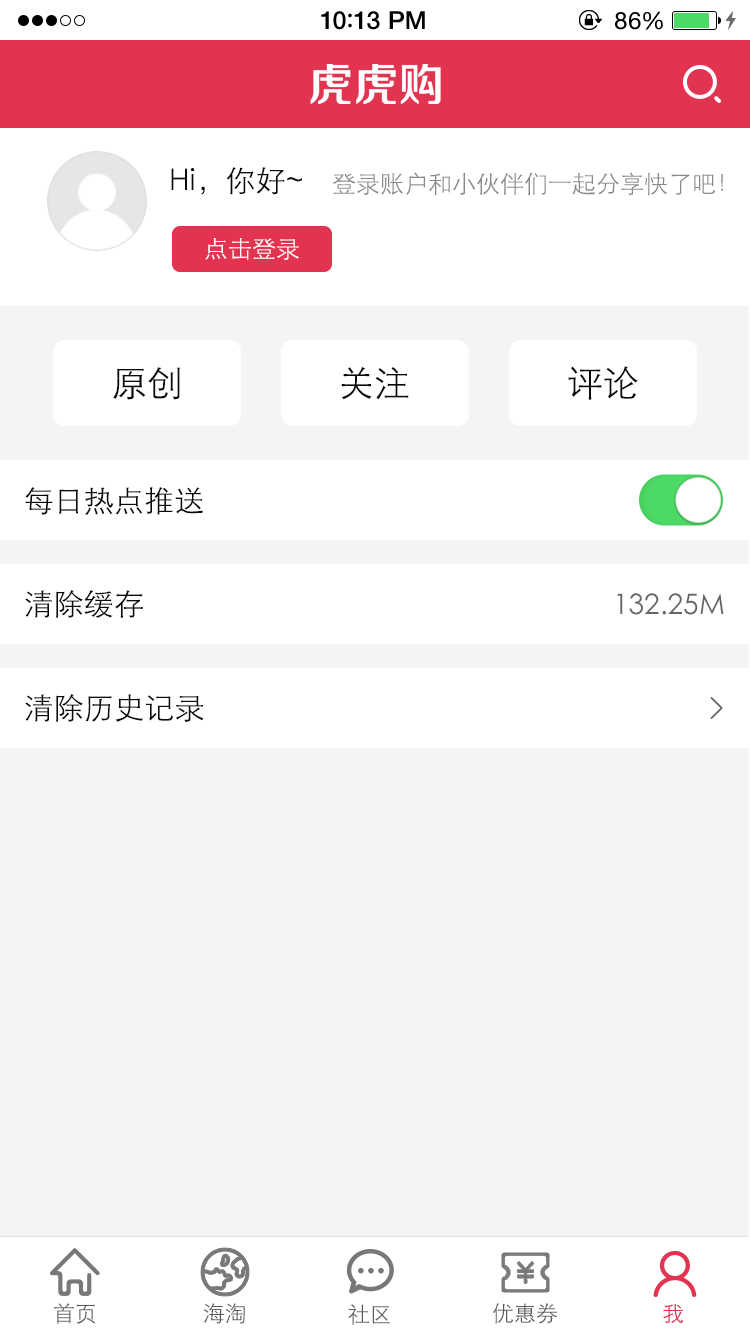 10:13 PM
86%
虎虎购
Hi，你好~
登录账户和小伙伴们一起分享快了吧！
点击登录
原创
关注
评论
每日热点推送
清除缓存
132.25M
清除历史记录
首页
海淘
社区
优惠券
我